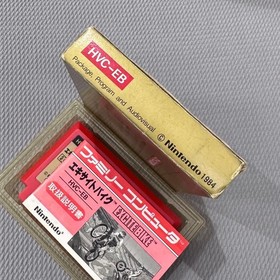 HVC-EB
Package, Program and Audiovisual © Nintendo 1984
ファミリー コンピュータ
エキサイトバイク
HVC-EB
EXCITEBIKE
取扱説明書
Nintendo